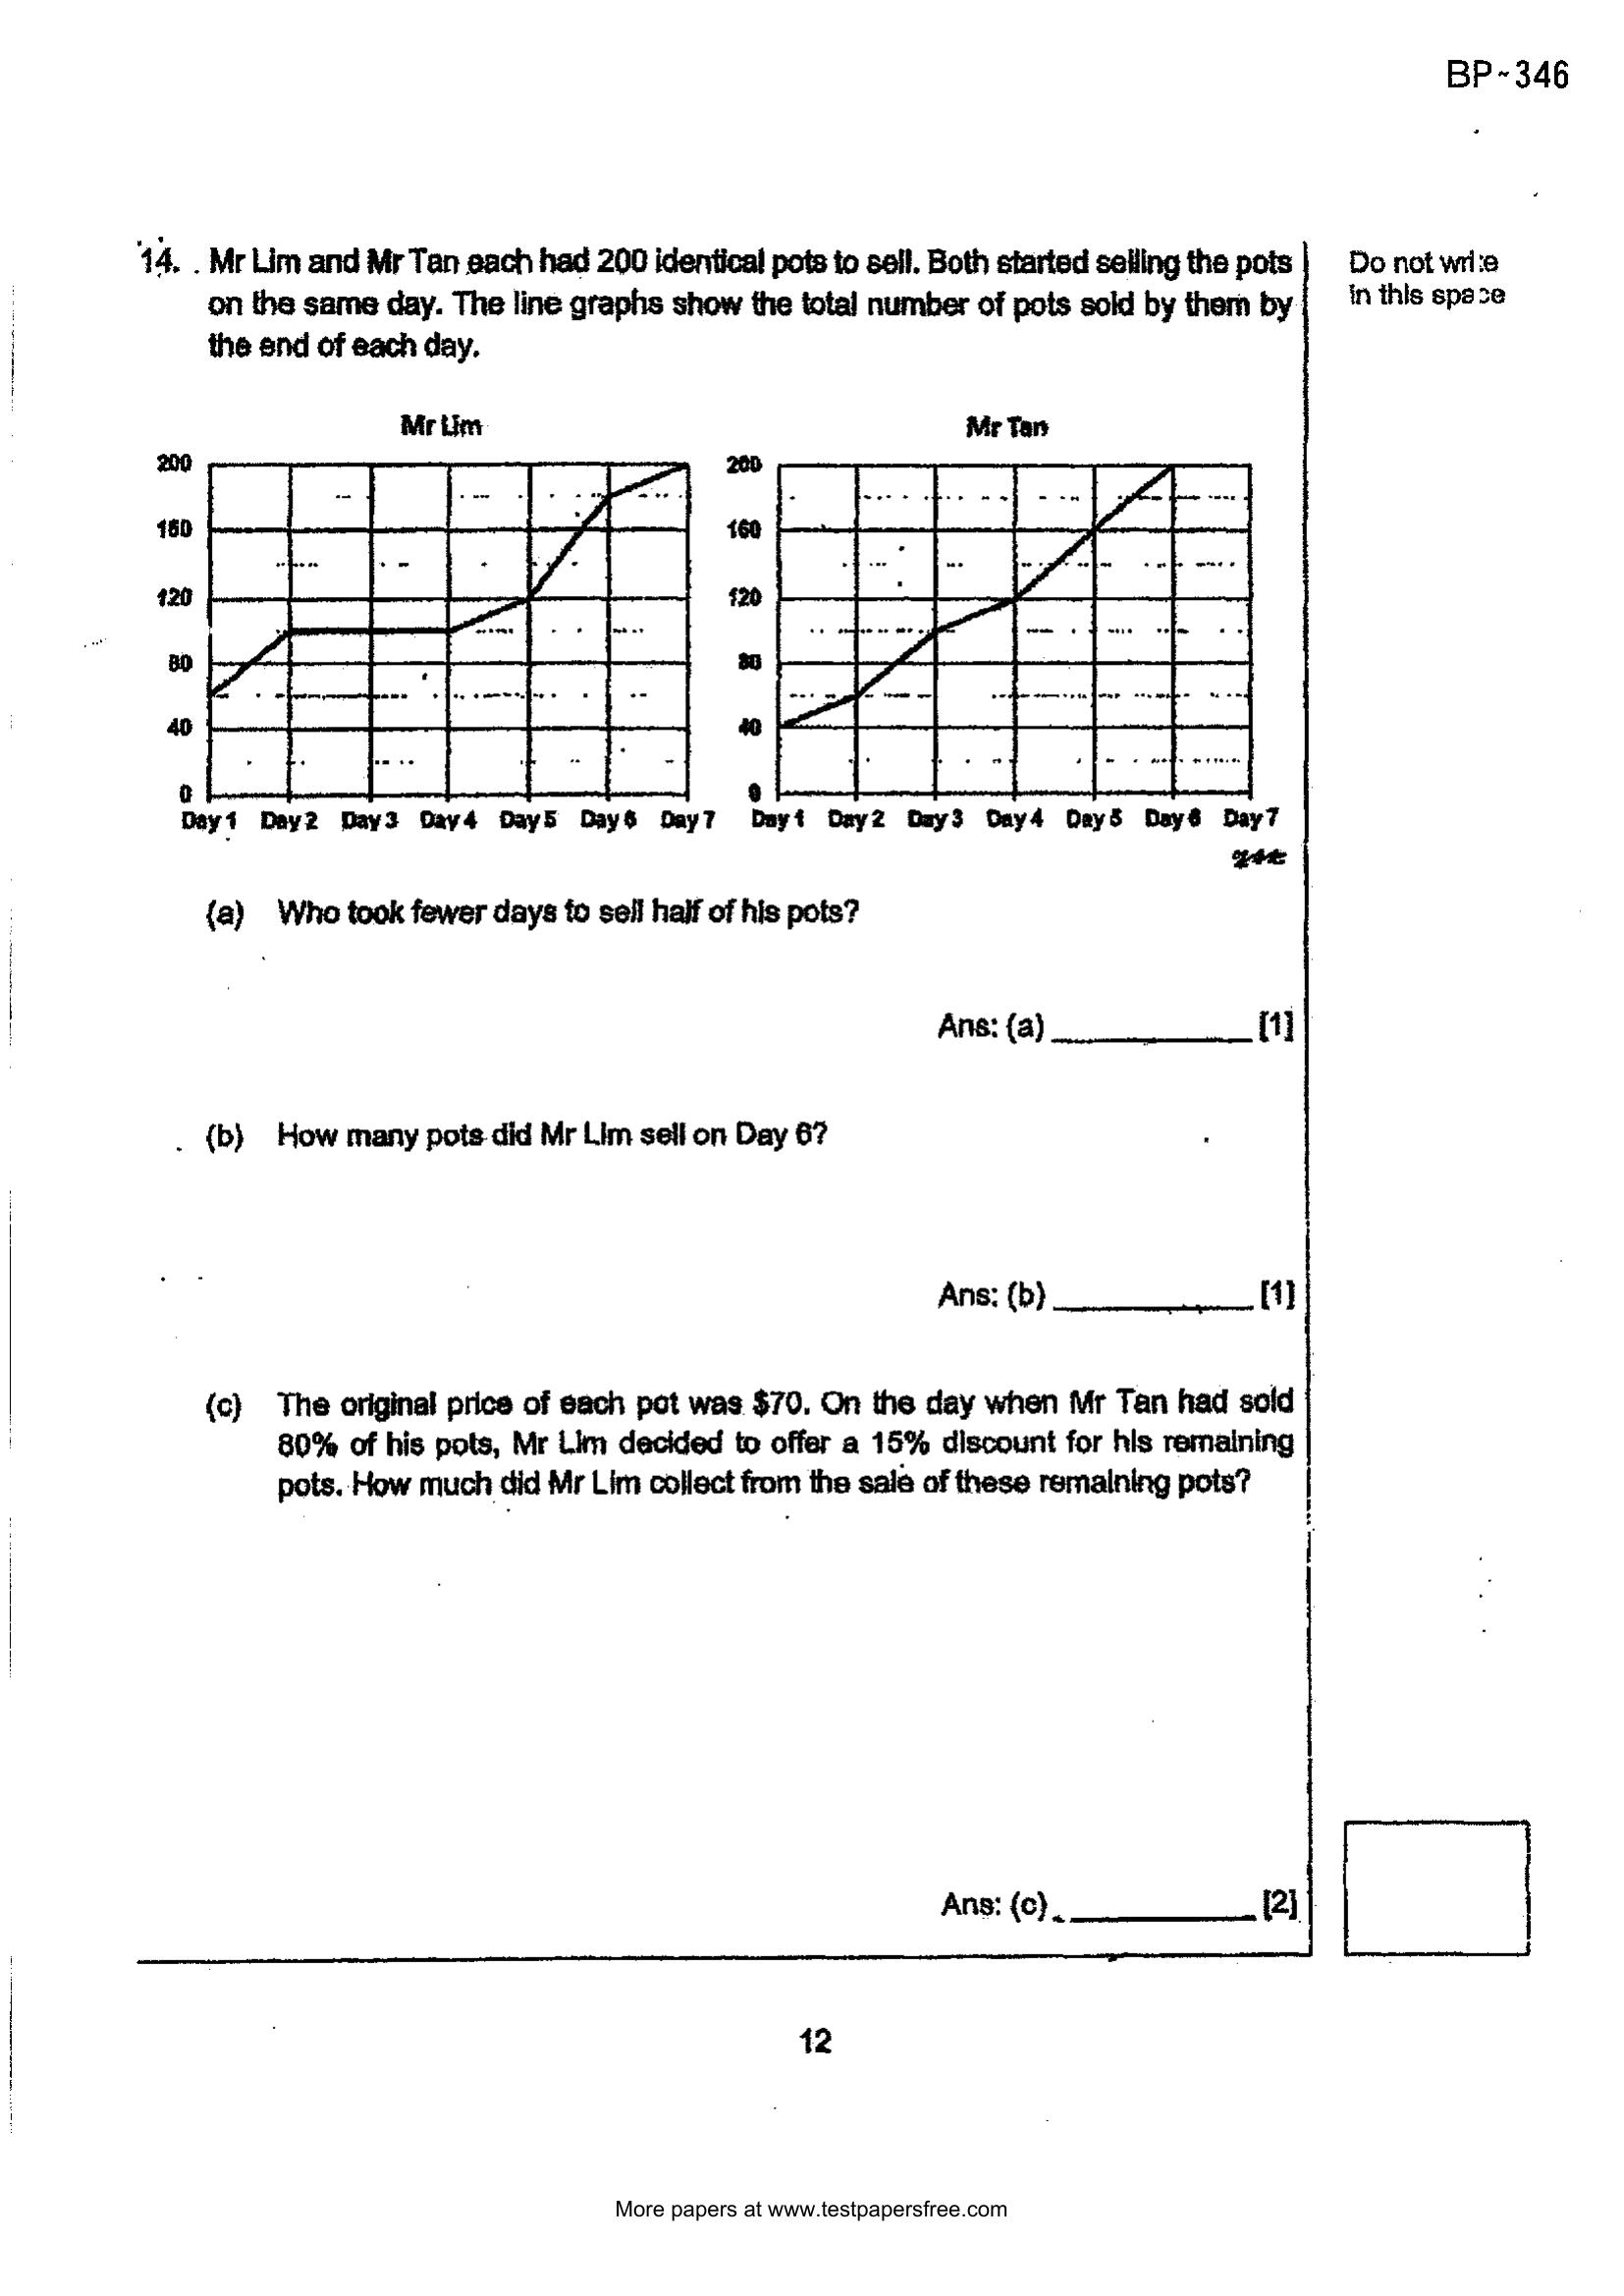 BP-346
14. Mr Lim and Mr Tan each had 200 identical pots to sell. Both started selling the pots
on the same day. The line graphs show the total number of pots sold by them by
the end of each day.
Do not write
in this space
Mr Lim
200
160
120
80
40
0
Day 1 Day 2 Day 3 Day 4 Day 5 Day 6 Day 7
Mr Tan
200
160
120
80
40
0
Day 1 Day 2 Day 3 Day 4 Day 5 Day 6 Day 7
(a) Who took fewer days to sell half of his pots?
Ans: (a) ____________ [1]
(b) How many pots did Mr Lim sell on Day 6?
Ans: (b) ____________ [1]
(c) The original price of each pot was $70. On the day when Mr Tan had sold
80% of his pots, Mr Lim decided to offer a 15% discount for his remaining
pots. How much did Mr Lim collect from the sale of these remaining pots?
Ans: (c) ____________ [2]
12
More papers at www.testpapersfree.com